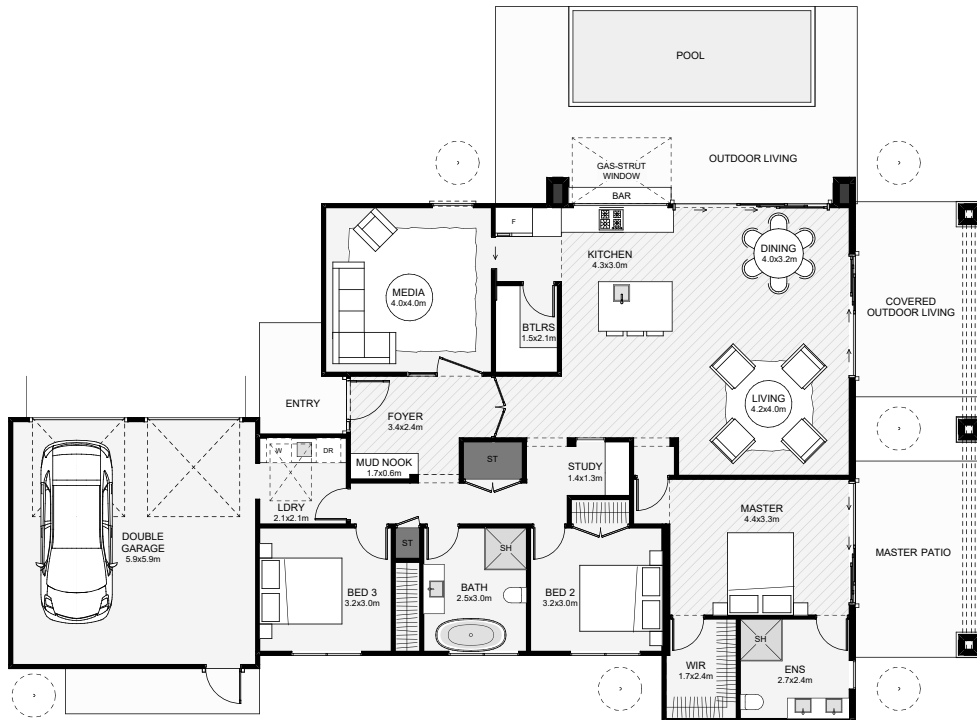 POOL
OUTDOOR LIVING
GAS-STRUT
WINDOW
BAR
F
KITCHEN
4.3x3.0m
DINING
4.0x3.2m
MEDIA
4.0x4.0m
COVERED
OUTDOOR LIVING
BTLRS
1.5x2.1m
ENTRY
FOYER
3.4x2.4m
LIVING
4.2x4.0m
W
DR
MUD NOOK
1.7x0.6m
ST
STUDY
1.4x1.3m
LDRY
2.1x2.1m
MASTER
4.4x3.3m
DOUBLE
GARAGE
5.9x5.9m
ST
SH
MASTER PATIO
BED 3
3.2x3.0m
BATH
2.5x3.0m
BED 2
3.2x3.0m
SH
WIR
1.7x2.4m
ENS
2.7x2.4m